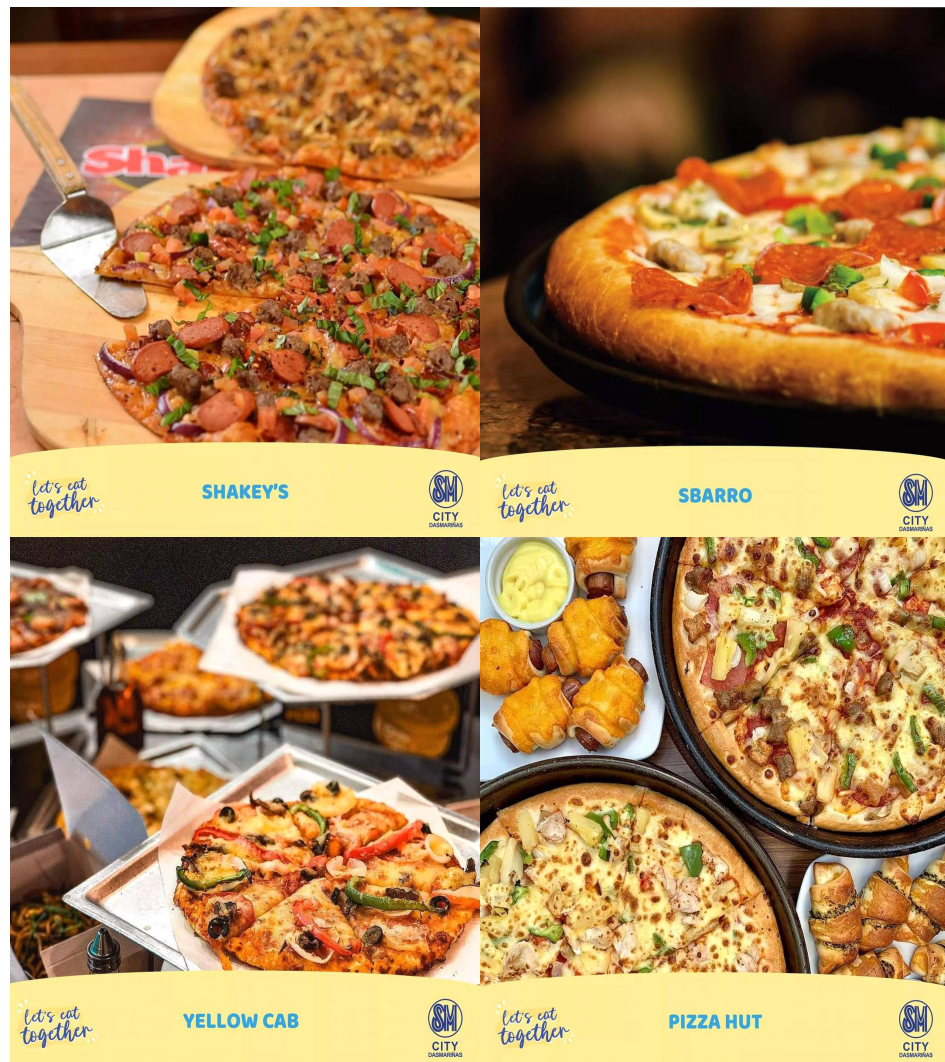 Sha
let's eat
together
SHAKEY'S
SM
CITY
DASMARIÑAS
let's eat
together
SBARRO
SM
CITY
DASMARIÑAS
let's eat
together
YELLOW CAB
SM
CITY
DASMARIÑAS
let's eat
together
PIZZA HUT
SM
CITY
DASMARIÑAS